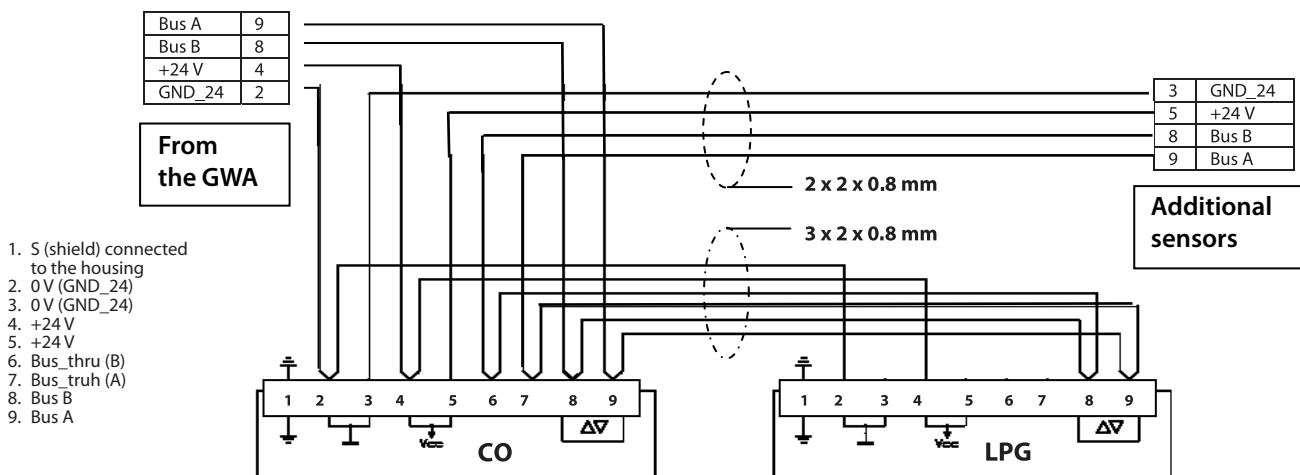 Bus A 9
Bus B 8
+24 V 4
GND_24 2
From
the GWA
3 GND_24
5 +24 V
8 Bus B
9 Bus A
Additional
sensors
2 x 2 x 0.8 mm
3 x 2 x 0.8 mm
1. S (shield) connected
to the housing
2. 0 V (GND_24)
3. 0 V (GND_24)
4. +24 V
5. +24 V
6. Bus_thru (B)
7. Bus_truh (A)
8. Bus B
9. Bus A
1 2 3 4 5 6 7 8 9
Vcc
CO
1 2 3 4 5 6 7 8 9
Vcc
LPG